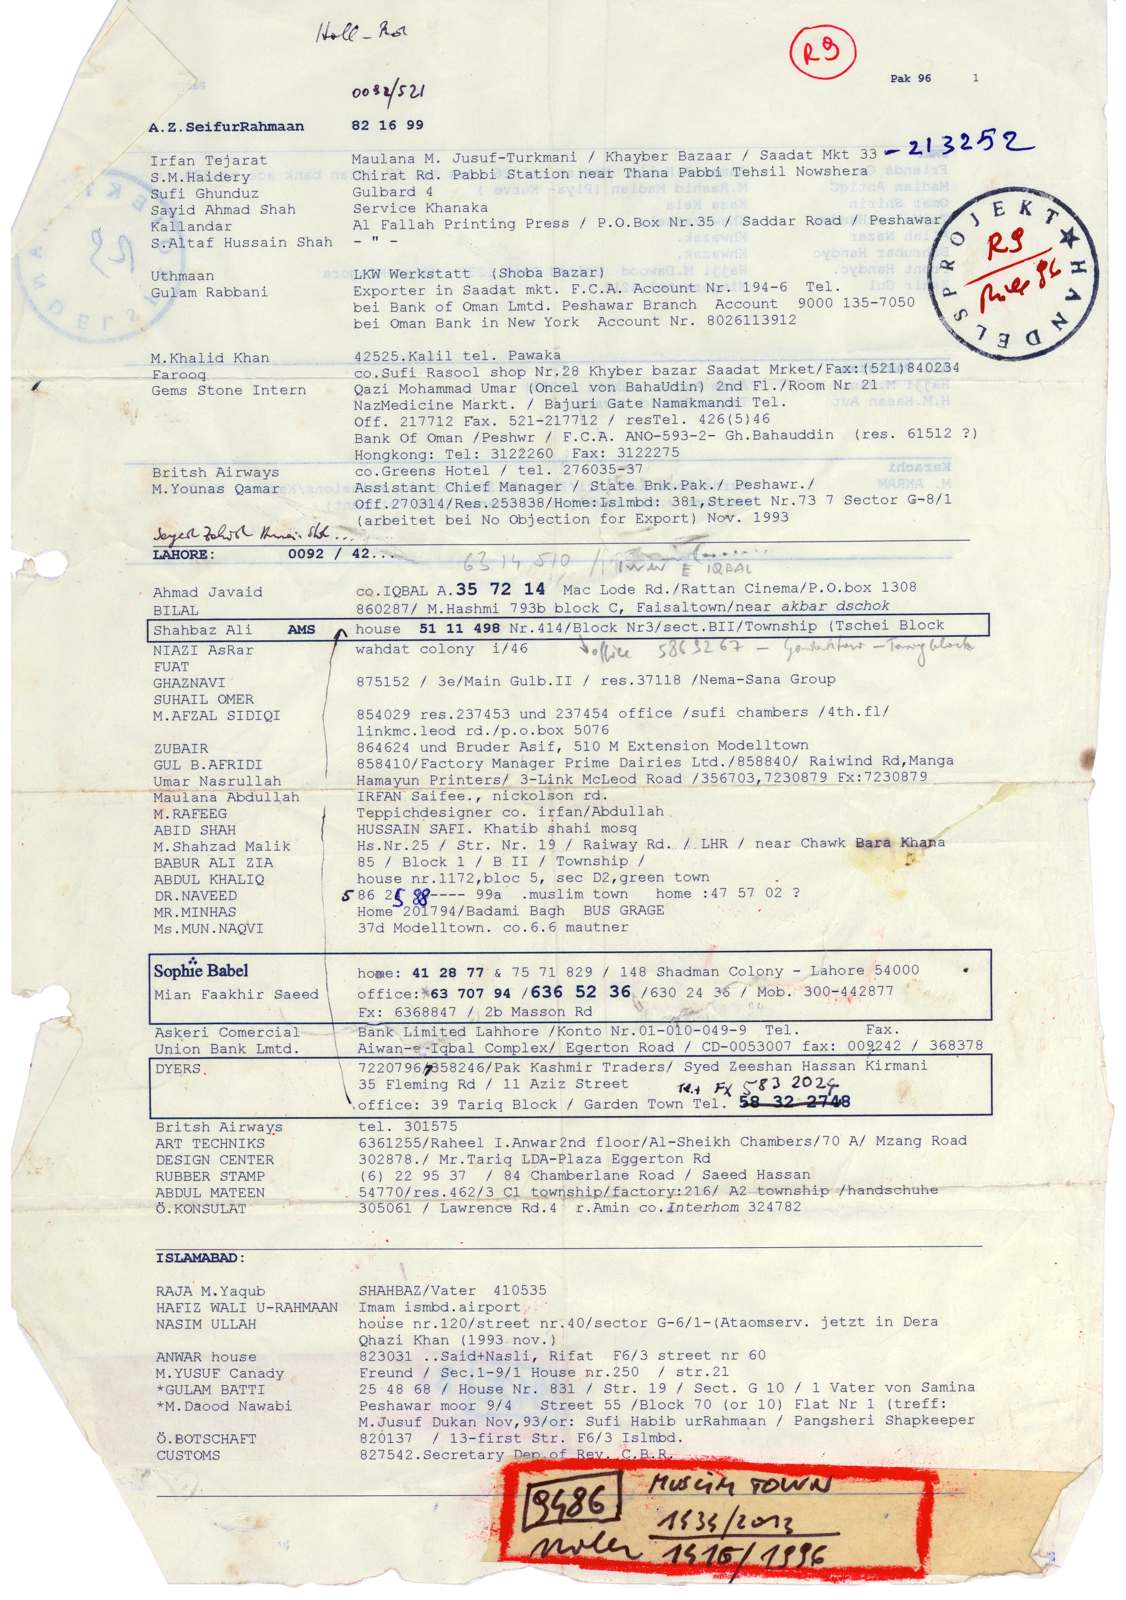 R9
Pak 96 1
0092/521
A.Z.SeifurRahmaan 82 16 99
Irfan Tejarat Maulana M. Jusuf-Turkmani / Khayber Bazaar / Saadat Mkt 33 - 213252
S.M.Haidery Chirat Rd. Pabbi Station near Thana Pabbi Tehsil Nowshera
Sufi Ghunduz Gulbard 4
Sayid Ahmad Shah Service Khanaka
Kallandar Al Fallah Printing Press / P.O.Box Nr.35 / Saddar Road / Peshawar
S.Altaf Hussain Shah - " -
PROJEKT ★ HANDELS
R9
Uthmaan LKW Werkstatt (Shoba Bazar)
Gulam Rabbani Exporter in Saadat mkt. F.C.A. Account Nr. 194-6 Tel.
bei Bank of Oman Lmtd. Peshawar Branch Account 9000 135-7050
bei Oman Bank in New York Account Nr. 8026113912
M.Khalid Khan 42525.Kalil tel. Pawaka
Farooq co.Sufi Rasool shop Nr.28 Khyber bazar Saadat Mrket/Fax:(521)840234
Gems Stone Intern Qazi Mohammad Umar (Oncel von BahaUdin) 2nd Fl./Room Nr 21
NazMedicine Markt. / Bajuri Gate Namakmandi Tel.
Off. 217712 Fax. 521-217712 / resTel. 426(5)46
Bank Of Oman /Peshwr / F.C.A. ANO-593-2- Gh.Bahauddin (res. 61512 ?)
Hongkong: Tel: 3122260 Fax: 3122275
Britsh Airways co.Greens Hotel / tel. 276035-37
M.Younas Qamar Assistant Chief Manager / State Bnk.Pak./ Peshawr./
Off.270314/Res.253838/Home:Islmbd: 381,Street Nr.73 7 Sector G-8/1
(arbeitet bei No Objection for Export) Nov. 1993
LAHORE: 0092 / 42...
6314510 / E IQBAL
Ahmad Javaid co.IQBAL A.35 72 14 Mac Lode Rd./Rattan Cinema/P.O.box 1308
BILAL 860287/ M.Hashmi 793b block C, Faisaltown/near akbar dschok
Shahbaz Ali AMS house 51 11 498 Nr.414/Block Nr3/sect.BII/Township (Tschei Block
NIAZI AsRar wahdat colony i/46 office 5863267 -
FUAT
GHAZNAVI 875152 / 3e/Main Gulb.II / res.37118 /Nema-Sana Group
SUHAIL OMER
M.AFZAL SIDIQI 854029 res.237453 und 237454 office /sufi chambers /4th.fl/
linkmc.leod rd./p.o.box 5076
ZUBAIR 864624 und Bruder Asif, 510 M Extension Modelltown
GUL B.AFRIDI 858410/Factory Manager Prime Dairies Ltd./858840/ Raiwind Rd,Manga
Umar Nasrullah Hamayun Printers/ 3-Link McLeod Road /356703,7230879 Fx:7230879
Maulana Abdullah IRFAN Saifee., nickolson rd.
M.RAFEEG Teppichdesigner co. irfan/Abdullah
ABID SHAH HUSSAIN SAFI. Khatib shahi mosq
M.Shahzad Malik Hs.Nr.25 / Str. Nr. 19 / Raiway Rd. / LHR / near Chawk Bara Khana
BABUR ALI ZIA 85 / Block 1 / B II / Township /
ABDUL KHALIQ house nr.1172,bloc 5, sec D2,green town
DR.NAVEED 5 86 2 5 88---- 99a .muslim town home :47 57 02 ?
MR.MINHAS Home 201794/Badami Bagh BUS GRAGE
Ms.MUN.NAQVI 37d Modelltown. co.6.6 mautner
Sophie Babel home: 41 28 77 & 75 71 829 / 148 Shadman Colony - Lahore 54000
Mian Faakhir Saeed office: 63 707 94 /636 52 36 /630 24 36 / Mob. 300-442877
Fx: 6368847 / 2b Masson Rd
Askeri Comercial Bank Limited Lahhore /Konto Nr.01-010-049-9 Tel. Fax.
Union Bank Lmtd. Aiwan-e-Iqbal Complex/ Egerton Road / CD-0053007 fax: 009242 / 368378
DYERS 7220796/358246/Pak Kashmir Traders/ Syed Zeeshan Hassan Kirmani
35 Fleming Rd / 11 Aziz Street Tel+ Fx 583 2024
office: 39 Tariq Block / Garden Town Tel. 58 32 2748
Britsh Airways tel. 301575
ART TECHNIKS 6361255/Raheel I.Anwar2nd floor/Al-Sheikh Chambers/70 A/ Mzang Road
DESIGN CENTER 302878./ Mr.Tariq LDA-Plaza Eggerton Rd
RUBBER STAMP (6) 22 95 37 / 84 Chamberlane Road / Saeed Hassan
ABDUL MATEEN 54770/res.462/3 C1 township/factory:216/ A2 township /handschuhe
Ö.KONSULAT 305061 / Lawrence Rd.4 r.Amin co.Interhom 324782
ISLAMABAD:
RAJA M.Yaqub SHAHBAZ/Vater 410535
HAFIZ WALI U-RAHMAAN Imam ismbd.airport
NASIM ULLAH house nr.120/street nr.40/sector G-6/1-(Ataomserv. jetzt in Dera
Qhazi Khan (1993 nov.)
ANWAR house 823031 ..Said+Nasli, Rifat F6/3 street nr 60
M.YUSUF Canady Freund / Sec.1-9/1 House nr.250 / str.21
*GULAM BATTI 25 48 68 / House Nr. 831 / Str. 19 / Sect. G 10 / 1 Vater von Samina
*M.Daood Nawabi Peshawar moor 9/4 Street 55 /Block 70 (or 10) Flat Nr 1 (treff:
M.Jusuf Dukan Nov,93/or: Sufi Habib urRahmaan / Pangsheri Shapkeeper
Ö.BOTSCHAFT 820137 / 13-first Str. F6/3 Islmbd.
CUSTOMS 827542.Secretary Dep.of Rev. C.B.R.
9486 MUSLIM TOWN
1434/2013
1416/1996